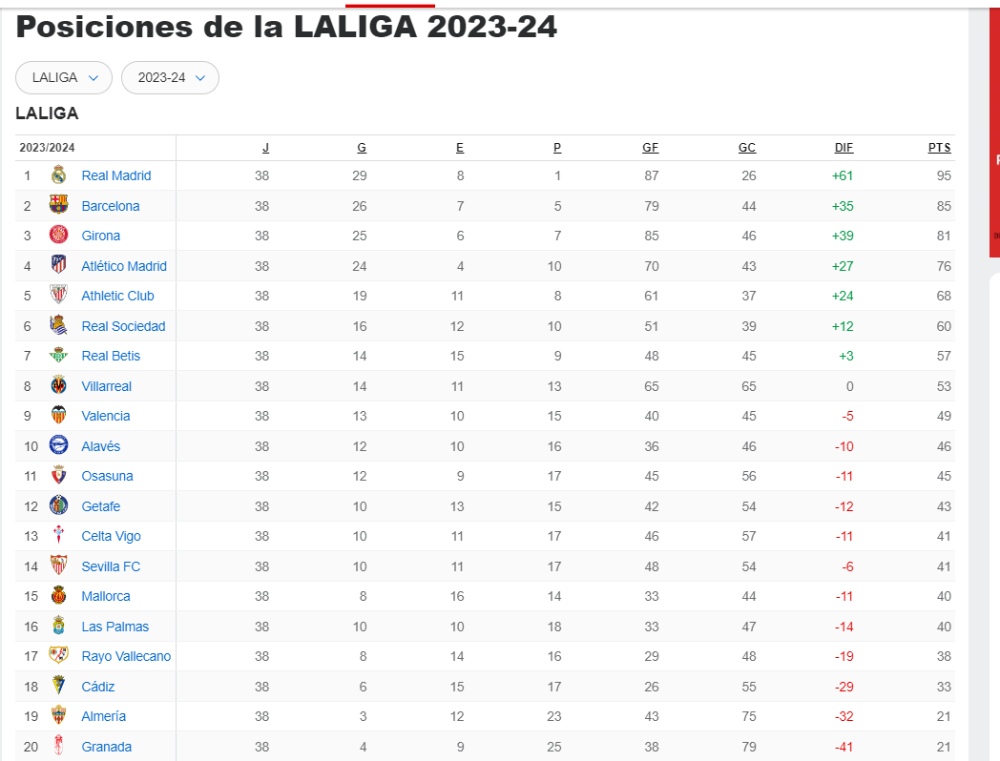 Posiciones de la LALIGA 2023-24
LALIGA 2023-24
LALIGA
2023/2024 J G E P GF GC DIF PTS
1 Real Madrid 38 29 8 1 87 26 +61 95
2 Barcelona 38 26 7 5 79 44 +35 85
3 Girona 38 25 6 7 85 46 +39 81
4 Atlético Madrid 38 24 4 10 70 43 +27 76
5 Athletic Club 38 19 11 8 61 37 +24 68
6 Real Sociedad 38 16 12 10 51 39 +12 60
7 Real Betis 38 14 15 9 48 45 +3 57
8 Villarreal 38 14 11 13 65 65 0 53
9 Valencia 38 13 10 15 40 45 -5 49
10 Alavés 38 12 10 16 36 46 -10 46
11 Osasuna 38 12 9 17 45 56 -11 45
12 Getafe 38 10 13 15 42 54 -12 43
13 Celta Vigo 38 10 11 17 46 57 -11 41
14 Sevilla FC 38 10 11 17 48 54 -6 41
15 Mallorca 38 8 16 14 33 44 -11 40
16 Las Palmas 38 10 10 18 33 47 -14 40
17 Rayo Vallecano 38 8 14 16 29 48 -19 38
18 Cádiz 38 6 15 17 26 55 -29 33
19 Almería 38 3 12 23 43 75 -32 21
20 Granada 38 4 9 25 38 79 -41 21